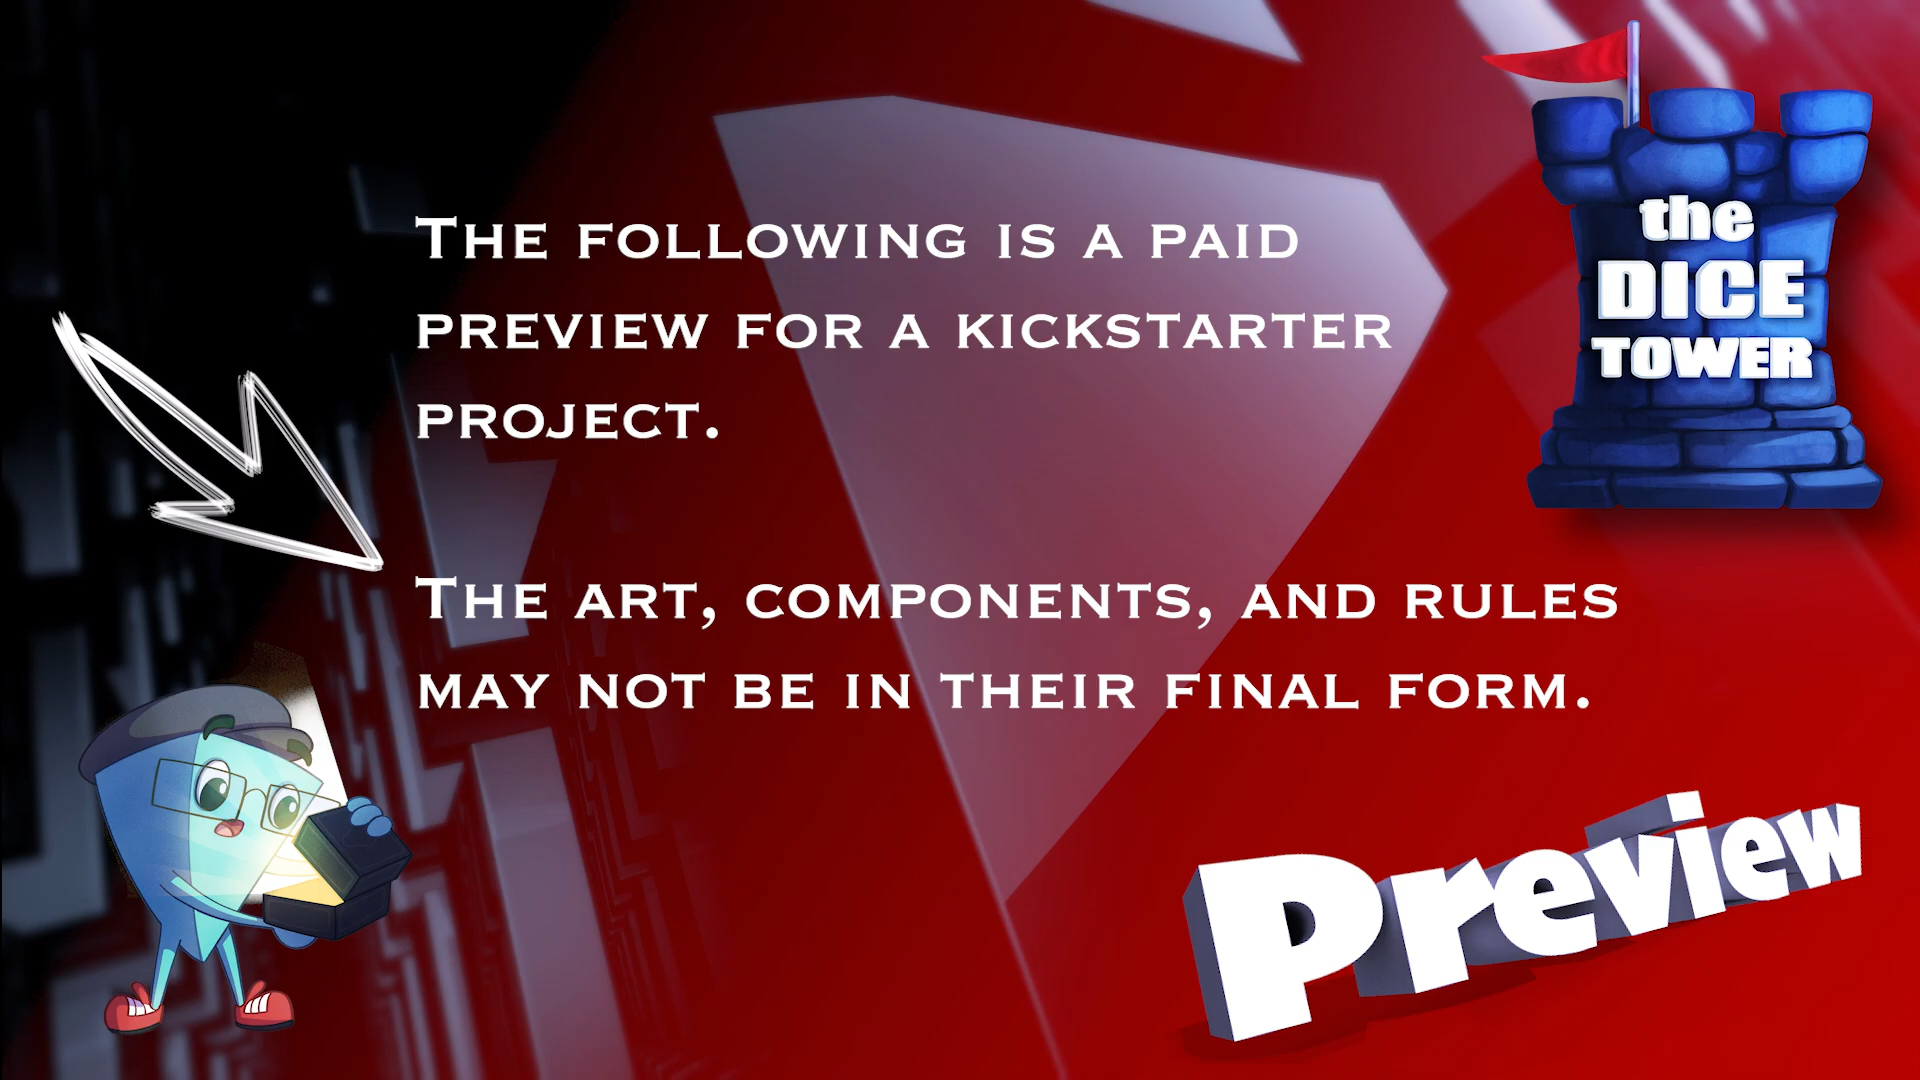 The following is a paid
preview for a kickstarter
project.
The art, components, and rules
may not be in their final form.
the
DICE
TOWER
Preview